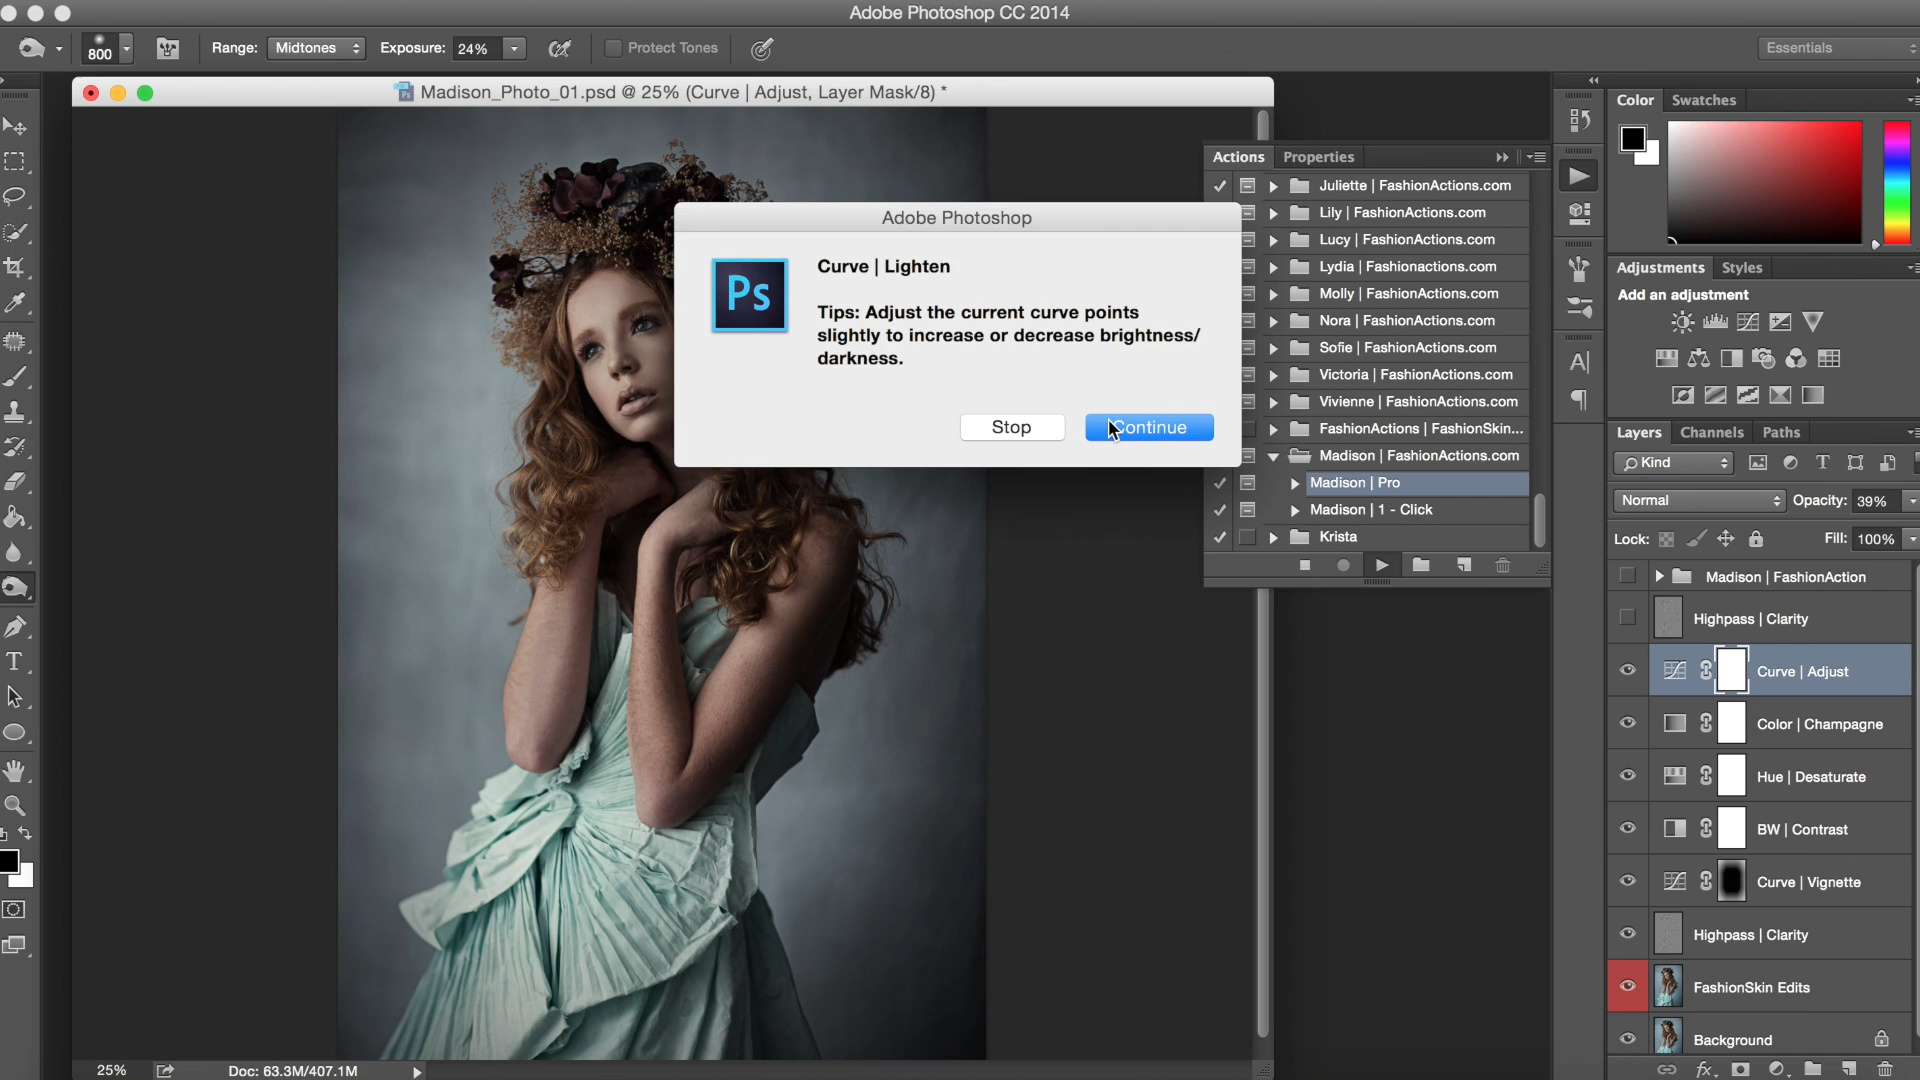 Adobe Photoshop CC 2014
800
Range: Midtones
Exposure: 24%
Protect Tones
Essentials
Madison_Photo_01.psd @ 25% (Curve | Adjust, Layer Mask/8) *
Actions
Properties
Juliette | FashionActions.com
Lily | FashionActions.com
Lucy | FashionActions.com
Lydia | Fashionactions.com
Molly | FashionActions.com
Nora | FashionActions.com
Sofie | FashionActions.com
Victoria | FashionActions.com
Vivienne | FashionActions.com
FashionActions | FashionSkin...
Madison | FashionActions.com
Madison | Pro
Madison | 1 - Click
Krista
Adobe Photoshop
Ps
Curve | Lighten
Tips: Adjust the current curve points
slightly to increase or decrease brightness/
darkness.
Stop
Continue
Color
Swatches
Adjustments
Styles
Add an adjustment
Layers
Channels
Paths
Kind
Normal
Opacity: 39%
Lock:
Fill: 100%
Madison | FashionAction
Highpass | Clarity
Curve | Adjust
Color | Champagne
Hue | Desaturate
BW | Contrast
Curve | Vignette
Highpass | Clarity
FashionSkin Edits
Background
25%
Doc: 63.3M/407.1M